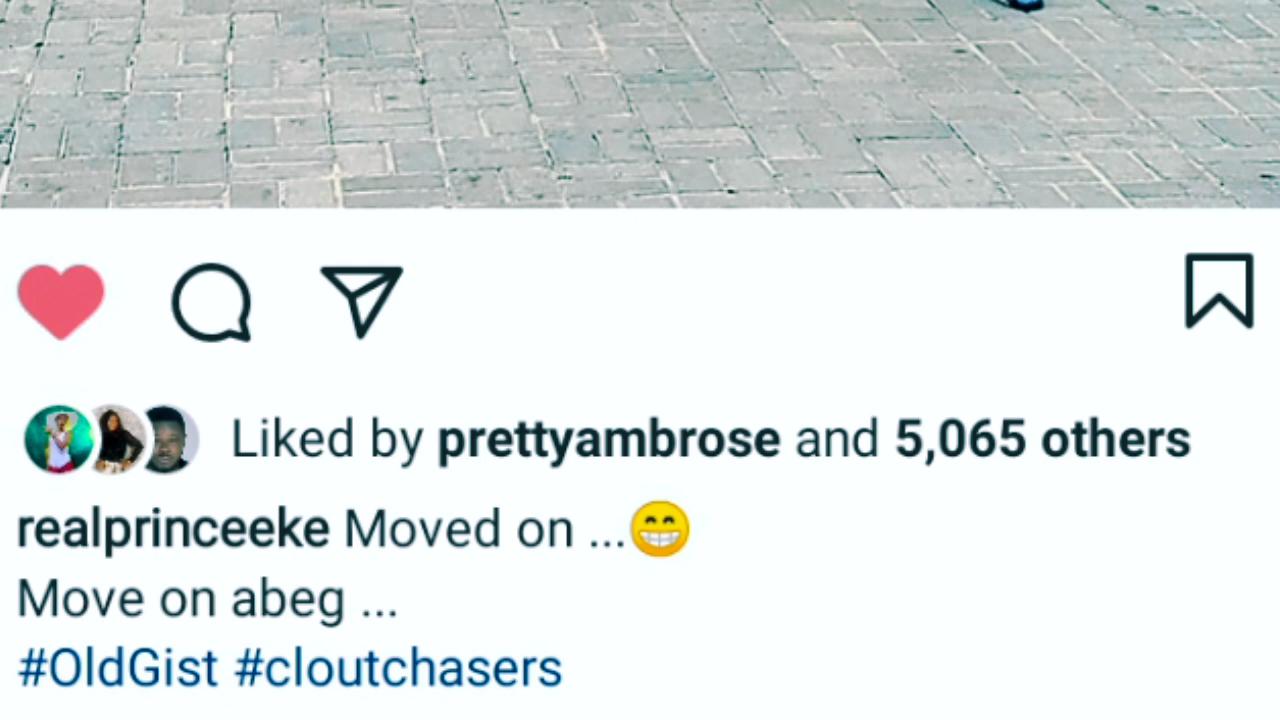 Liked by prettyambrose and 5,065 others
realprinceeke Moved on ...😁
Move on abeg ...
#OldGist #cloutchasers